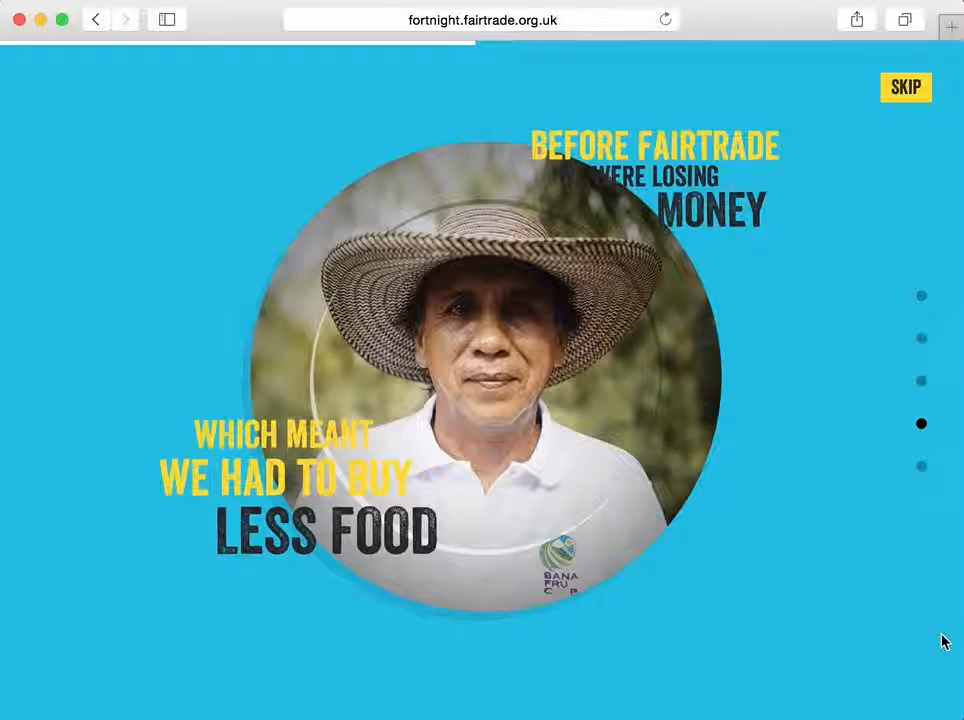 fortnight.fairtrade.org.uk
SKIP
BEFORE FAIRTRADE
WERE LOSING
MONEY
WHICH MEANT
WE HAD TO BUY
LESS FOOD
BANA
FRU
C P